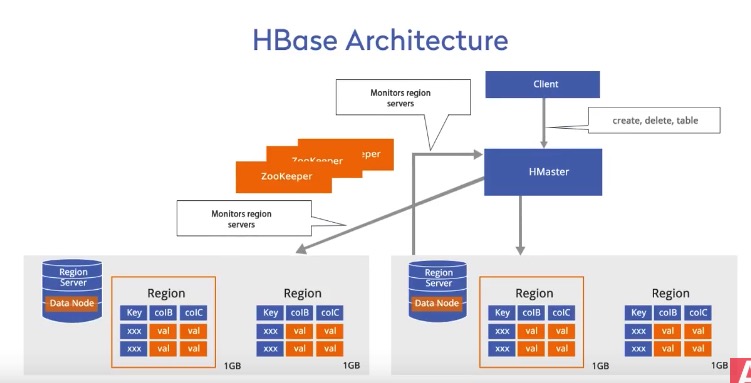 HBase Architecture
Monitors region
servers
Client
create, delete, table
ZooKeeper
HMaster
Monitors region
servers
Region
Server
Data Node
Region
Key colB colC
xxx val val
xxx val val
1GB
Region
Key colB colC
xxx val val
xxx val val
1GB
Region
Server
Data Node
Region
Key colB colC
xxx val val
xxx val val
1GB
Region
Key colB colC
xxx val val
xxx val val
1GB